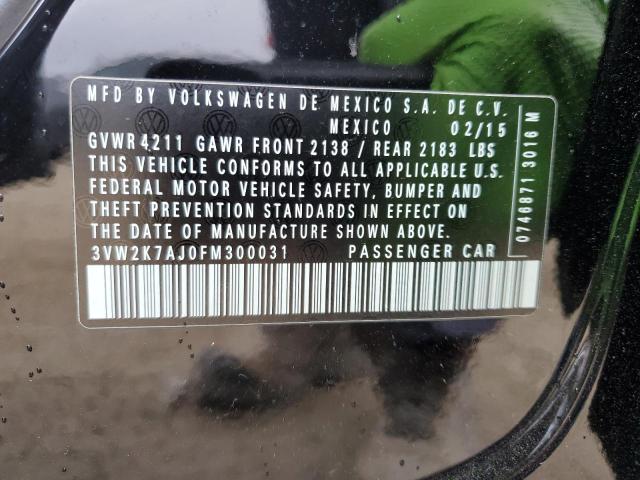 MFD BY VOLKSWAGEN DE MEXICO S.A. DE C.V.
MEXICO 02/15
GVWR 4211 GAWR FRONT 2138 / REAR 2183 LBS
THIS VEHICLE CONFORMS TO ALL APPLICABLE U.S.
FEDERAL MOTOR VEHICLE SAFETY, BUMPER AND
THEFT PREVENTION STANDARDS IN EFFECT ON
THE DATE OF MANUFACTURE SHOWN ABOVE.
3VW2K7AJ0FM300031 PASSENGER CAR
0746871 3016 M